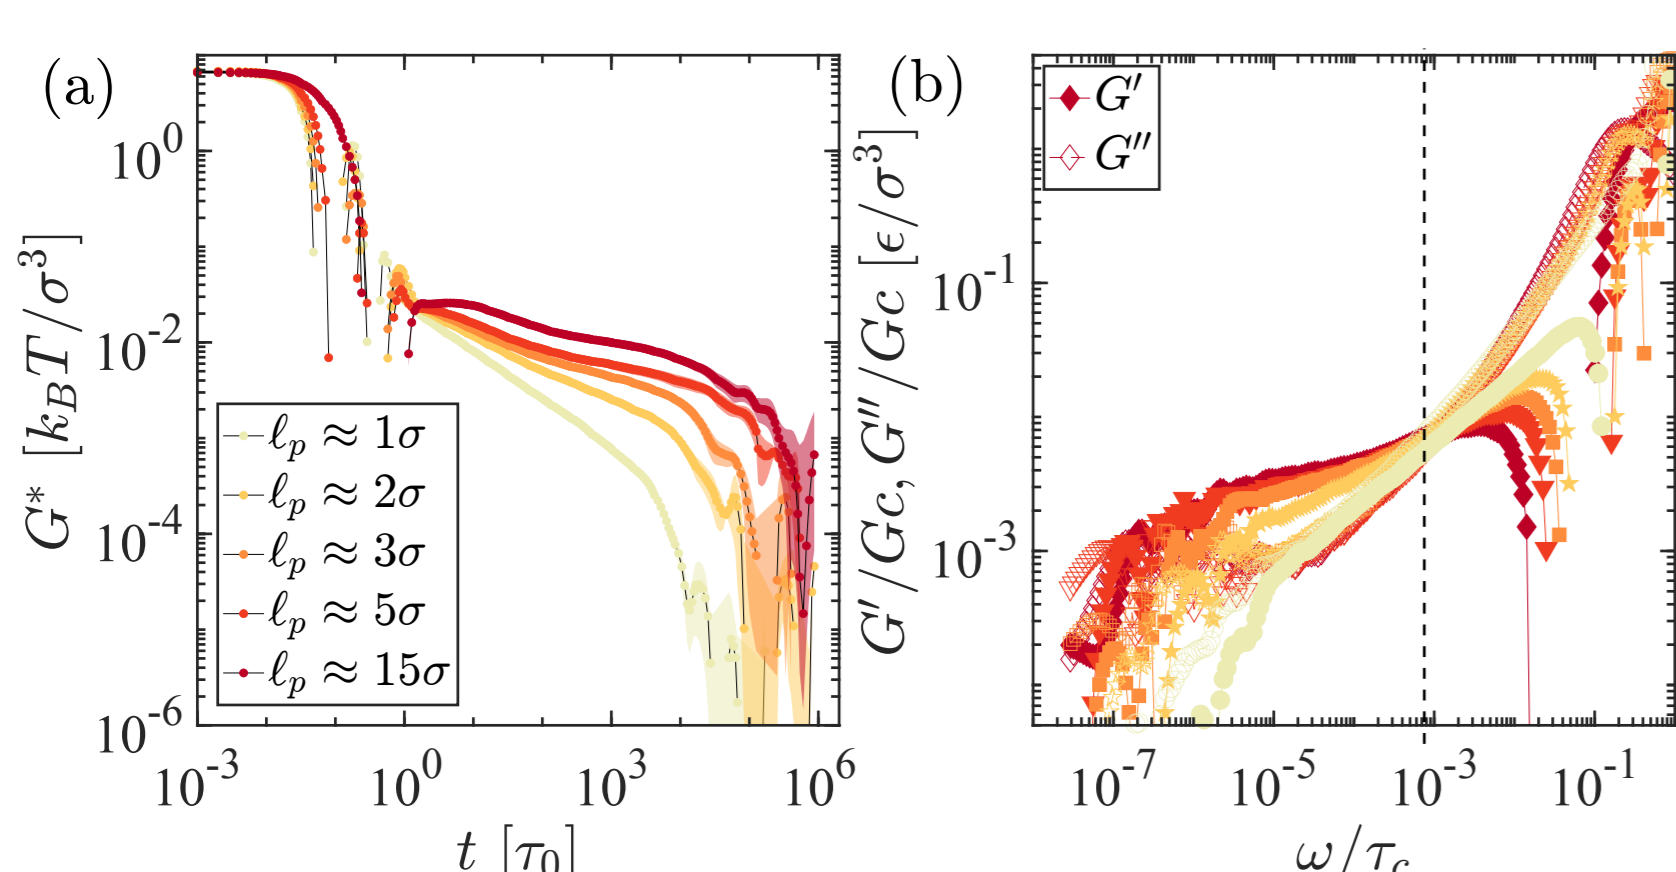 (a)
G* [k_BT/σ^3]
10^0
10^-2
10^-4
10^-6
10^-3
10^0
10^3
10^6
t [τ_0]
ℓ_p ≈ 1σ
ℓ_p ≈ 2σ
ℓ_p ≈ 3σ
ℓ_p ≈ 5σ
ℓ_p ≈ 15σ
(b)
G′/Gc, G″/Gc [ϵ/σ^3]
G′
G″
10^-1
10^-3
10^-7
10^-5
10^-3
10^-1
ω/τ_c